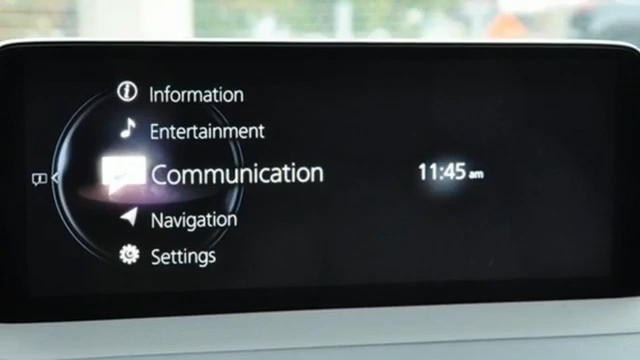 Information
Entertainment
Communication
11:45 am
Navigation
Settings